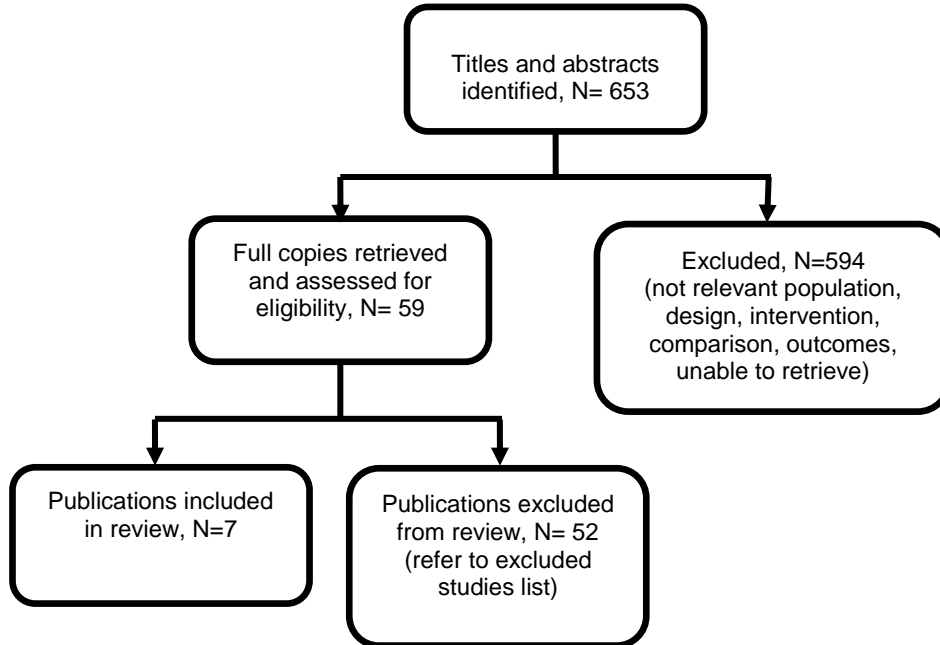 Titles and abstracts
identified, N= 653
Full copies retrieved
and assessed for
eligibility, N= 59
Excluded, N=594
(not relevant population,
design, intervention,
comparison, outcomes,
unable to retrieve)
Publications included
in review, N=7
Publications excluded
from review, N= 52
(refer to excluded
studies list)